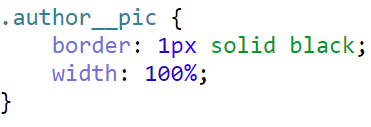 .author__pic {
    border: 1px solid black;
    width: 100%;
}